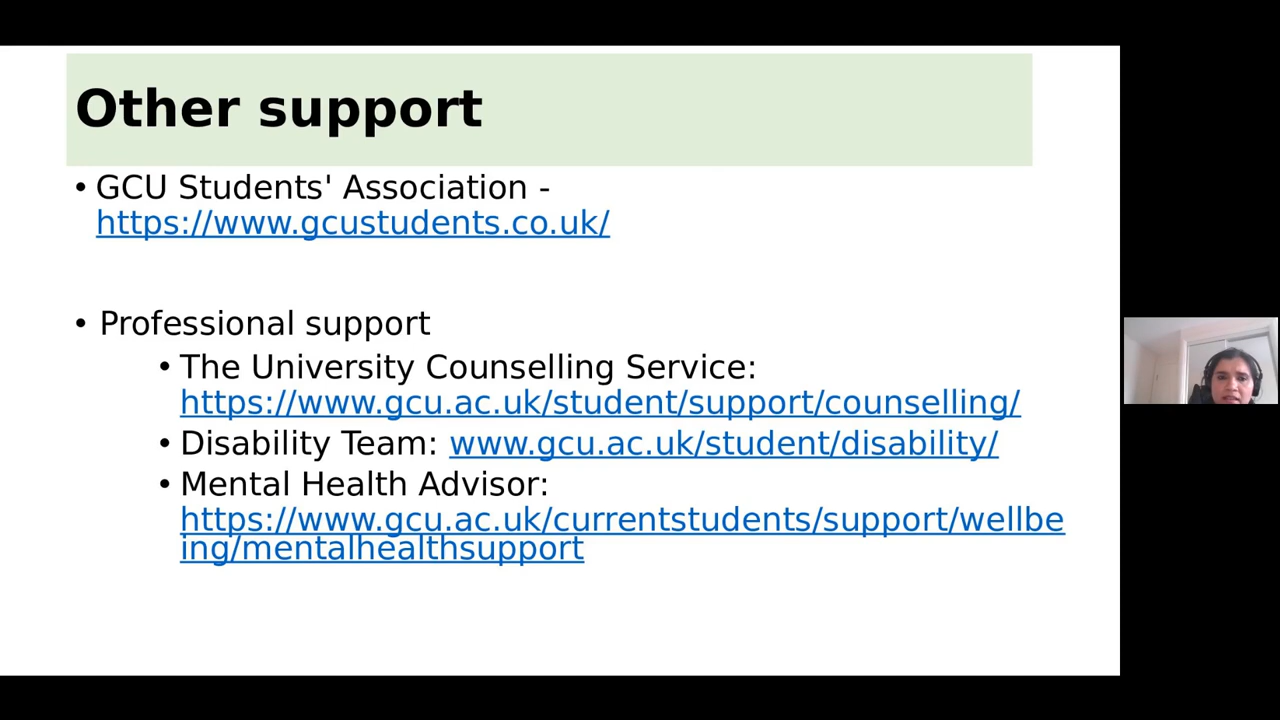 Other support
• GCU Students' Association -
https://www.gcustudents.co.uk/
• Professional support
• The University Counselling Service:
https://www.gcu.ac.uk/student/support/counselling/
• Disability Team: www.gcu.ac.uk/student/disability/
• Mental Health Advisor:
https://www.gcu.ac.uk/currentstudents/support/wellbe
ing/mentalhealthsupport